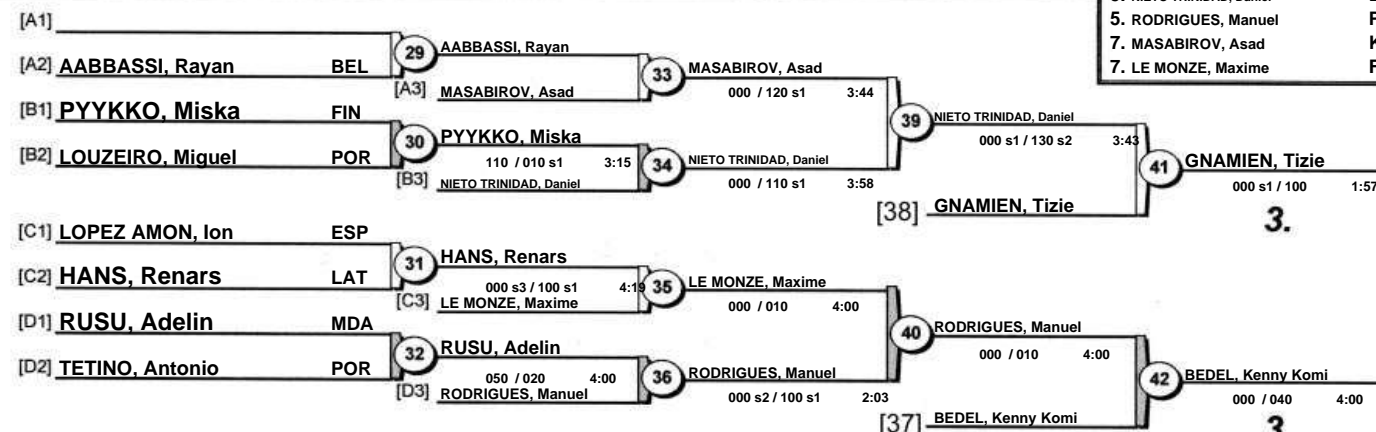 [A1]
[A2] AABBASSI, Rayan BEL
[B1] PYYKKO, Miska FIN
[B2] LOUZEIRO, Miguel POR
[C1] LOPEZ AMON, Ion ESP
[C2] HANS, Renars LAT
[D1] RUSU, Adelin MDA
[D2] TETINO, Antonio POR
29
AABBASSI, Rayan
[A3] MASABIROV, Asad
30
PYYKKO, Miska
110 / 010 s1 3:15
[B3] NIETO TRINIDAD, Daniel
31
HANS, Renars
000 s3 / 100 s1 4:19
[C3] LE MONZE, Maxime
32
RUSU, Adelin
050 / 020 4:00
[D3] RODRIGUES, Manuel
33
MASABIROV, Asad
000 / 120 s1 3:44
34
NIETO TRINIDAD, Daniel
000 / 110 s1 3:58
35
LE MONZE, Maxime
000 / 010 4:00
36
RODRIGUES, Manuel
000 s2 / 100 s1 2:03
39
NIETO TRINIDAD, Daniel
000 s1 / 130 s2 3:43
[38] GNAMIEN, Tizie
40
RODRIGUES, Manuel
000 / 010 4:00
[37] BEDEL, Kenny Komi
41
GNAMIEN, Tizie
000 s1 / 100 1:57
3.
42
BEDEL, Kenny Komi
000 / 040 4:00
3
NIETO TRINIDAD, Daniel
5. RODRIGUES, Manuel
7. MASABIROV, Asad
7. LE MONZE, Maxime